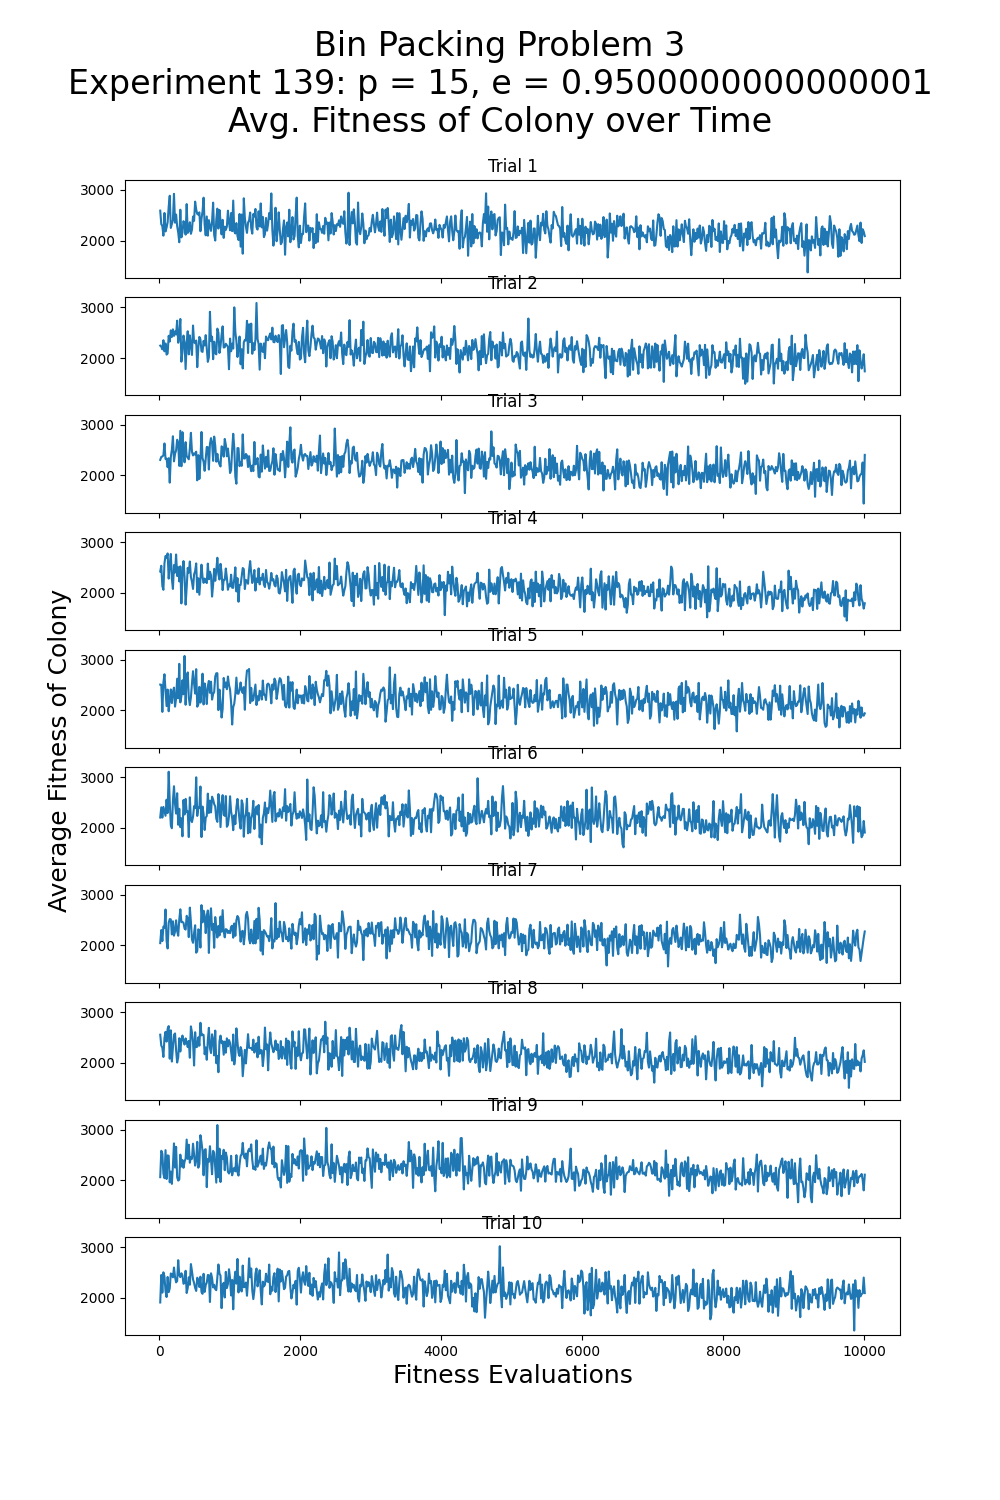 Bin Packing Problem 3
Experiment 139: p = 15, e = 0.9500000000000001
Avg. Fitness of Colony over Time
Trial 1
3000
2000
Trial 2
3000
2000
Trial 3
3000
2000
Trial 4
3000
2000
Trial 5
3000
2000
Trial 6
3000
2000
Trial 7
3000
2000
Trial 8
3000
2000
Trial 9
3000
2000
Trial 10
3000
2000
0 2000 4000 6000 8000 10000
Fitness Evaluations
Average Fitness of Colony